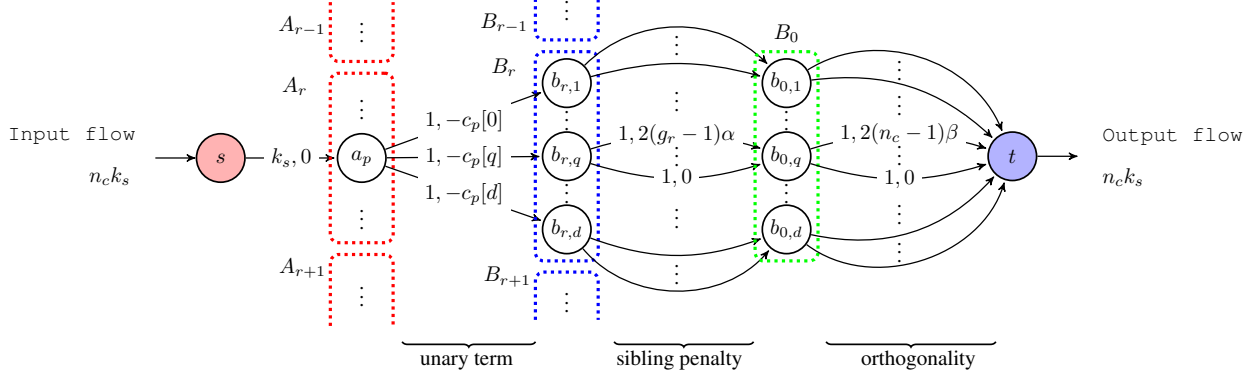 A_{r−1}
B_{r−1}
B_0
A_r
B_r
b_{r,1}
b_{0,1}
1, −c_p[0]
Input flow
s
k_s, 0
a_p
1, −c_p[q]
b_{r,q}
1, 2(g_r − 1)α
1, 0
b_{0,q}
1, 2(n_c − 1)β
1, 0
t
Output flow
n_c k_s
n_c k_s
1, −c_p[d]
b_{r,d}
b_{0,d}
A_{r+1}
B_{r+1}
unary term
sibling penalty
orthogonality